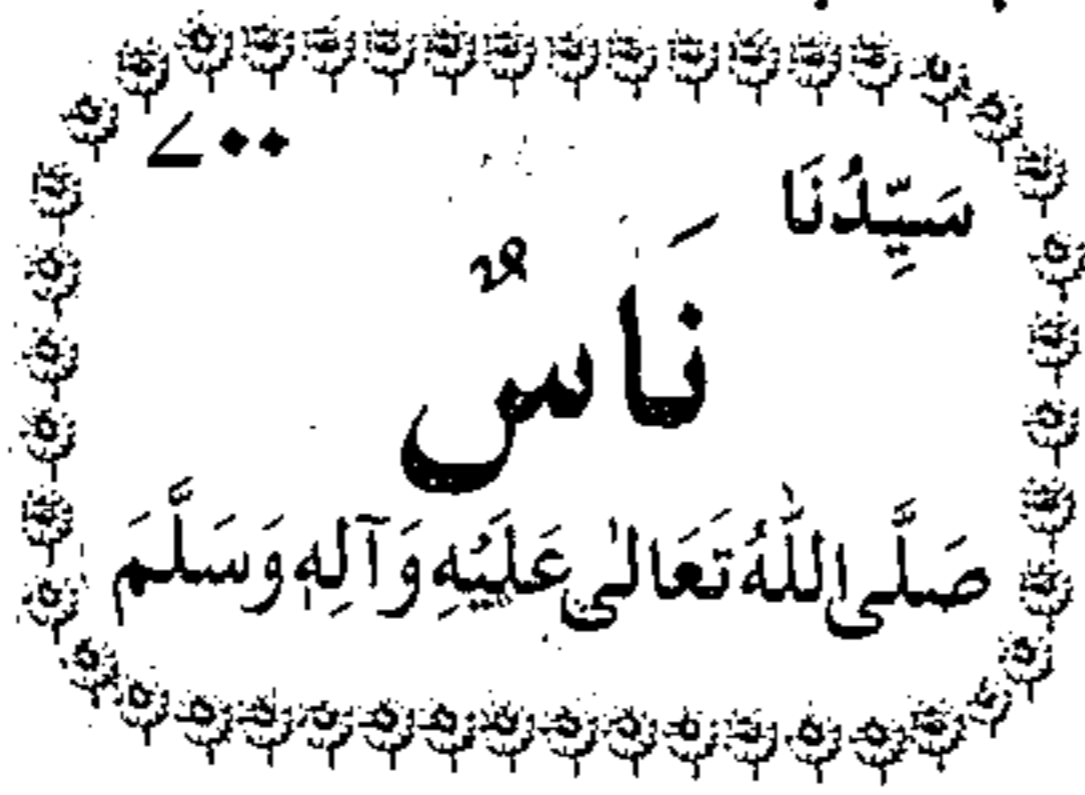 سَيِّدُنَا ۷۰۰
نَاسٌ
صَلَّى اللّٰهُ تَعَالٰى عَلَيْهِ وَآلِهٖ وَسَلَّمَ